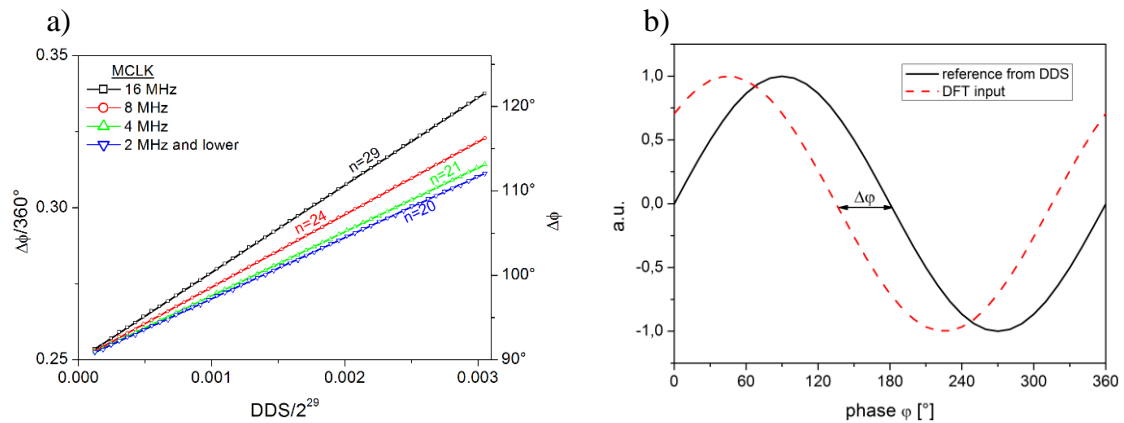 a)
0.35
0.30
0.25
Δϕ/360°
MCLK
16 MHz
8 MHz
4 MHz
2 MHz and lower
n=29
n=24
n=21
n=20
120°
110°
100°
90°
Δϕ
0.000
0.001
0.002
0.003
DDS/2^29
b)
1,0
0,5
0,0
-0,5
-1,0
a.u.
reference from DDS
DFT input
Δφ
0
60
120
180
240
300
360
phase φ [°]